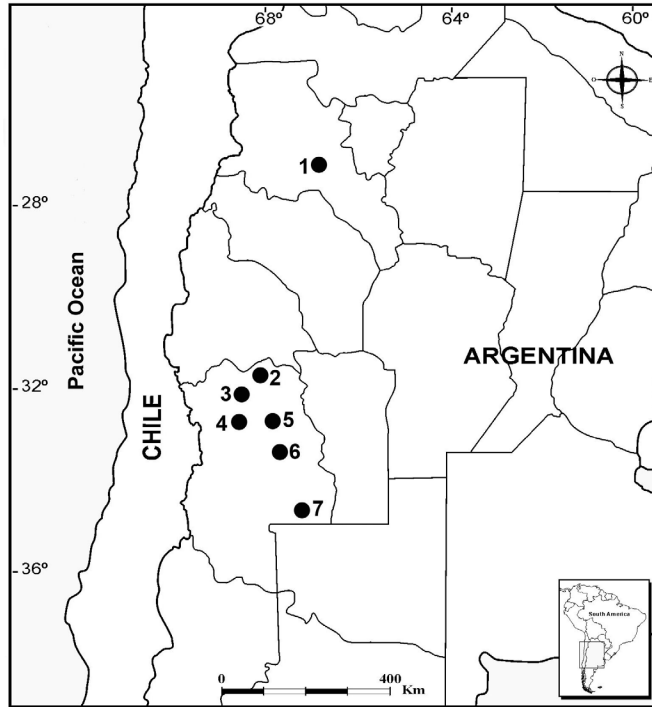 68º 64º 60º
N
O E
S
1
28º
Pacific Ocean
ARGENTINA
32º
2
3
4
5
CHILE
6
7
36º
South America
0 400
Km